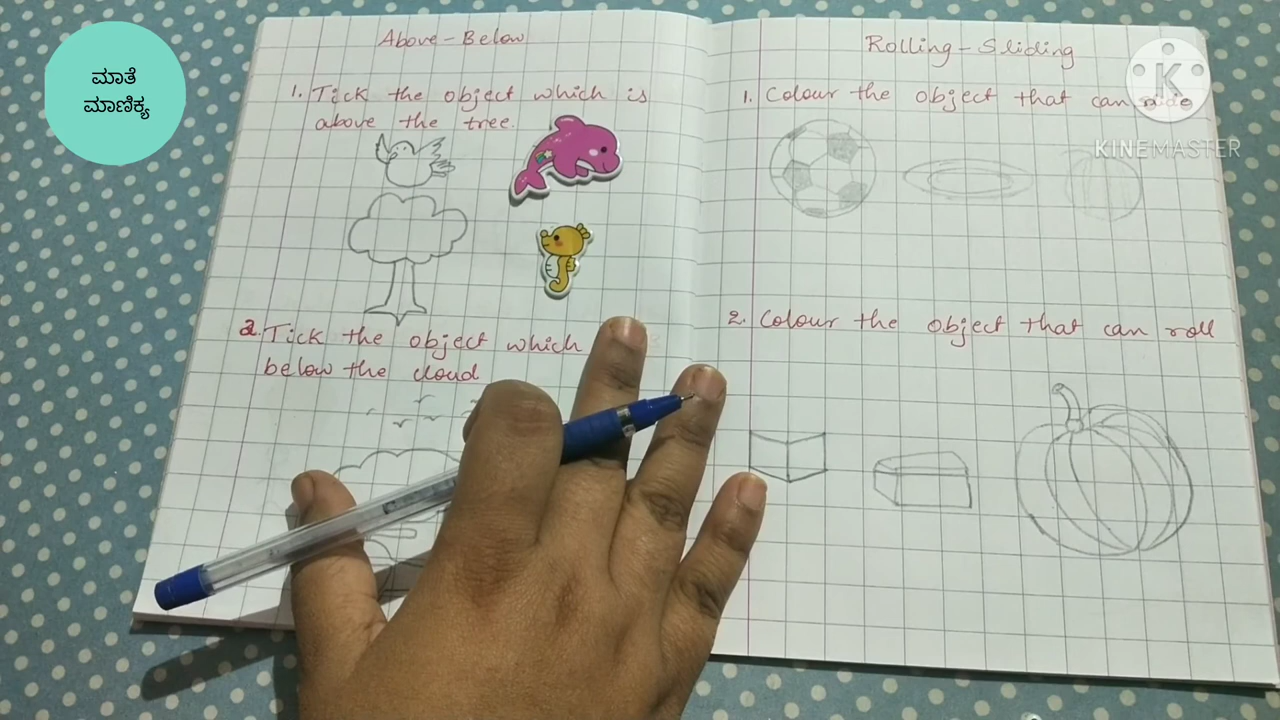 ಮಾತೆ
ಮಾಣಿಕ್ಯ
Above-Below
1. Tick the object which is
above the tree.
2. Tick the object which
below the cloud
Rolling-Sliding
1. Colour the object that can
2. Colour the object that can roll
K
KINEMASTER